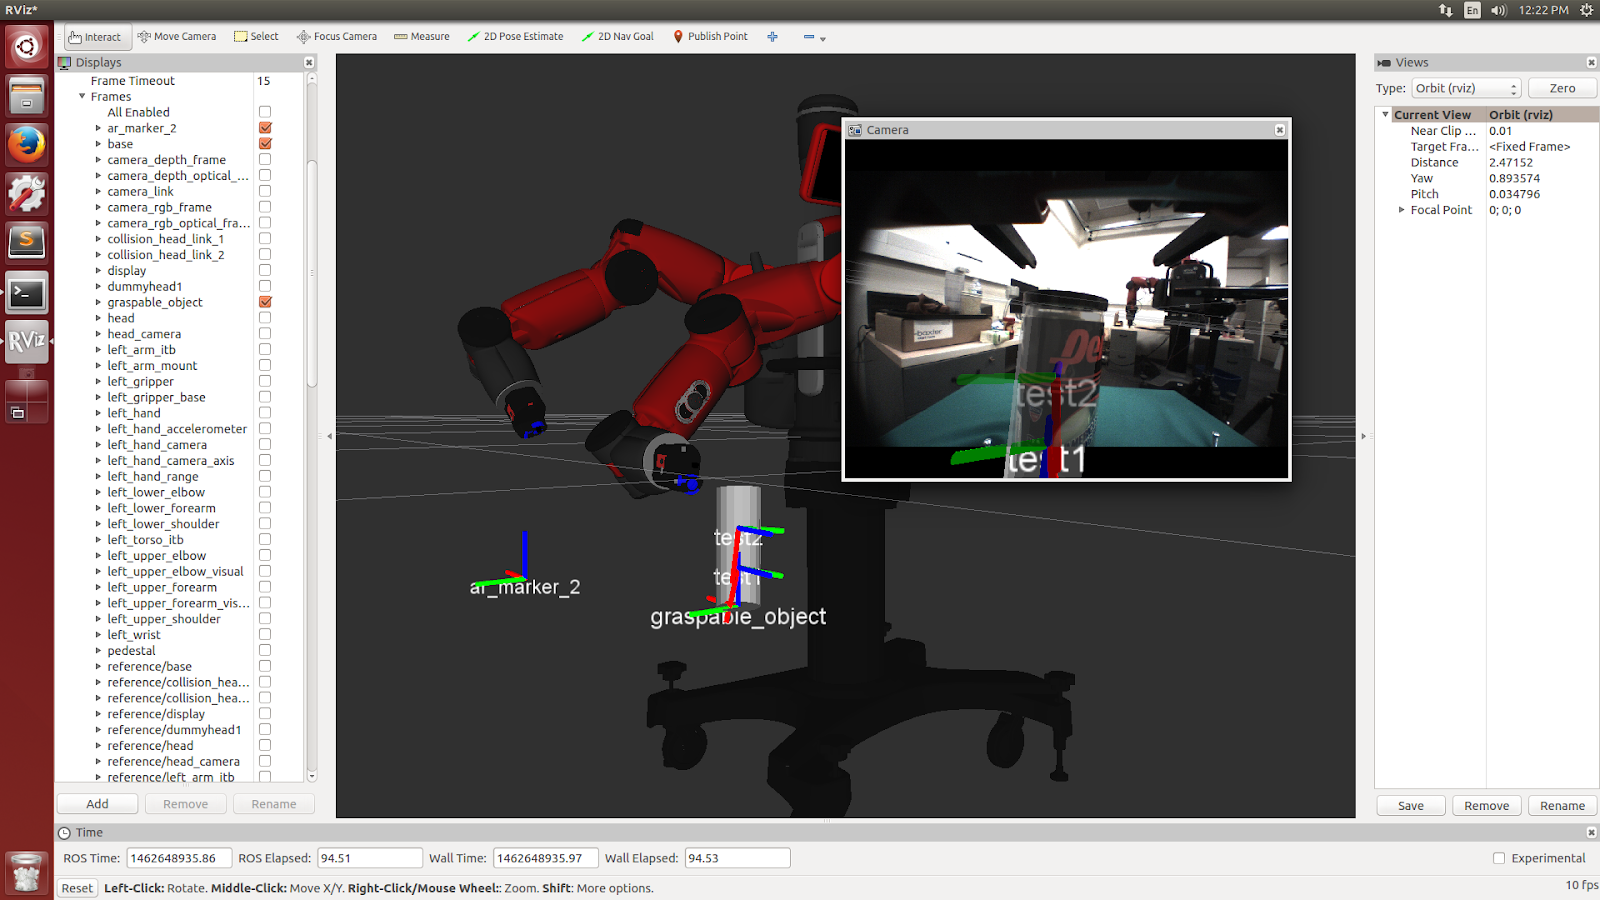 RViz*
En
12:22 PM
Interact
Move Camera
Select
Focus Camera
Measure
2D Pose Estimate
2D Nav Goal
Publish Point
Displays
Frame Timeout 15
Frames
All Enabled
ar_marker_2
base
camera_depth_frame
camera_depth_optical_...
camera_link
camera_rgb_frame
camera_rgb_optical_fra...
collision_head_link_1
collision_head_link_2
display
dummyhead1
graspable_object
head
head_camera
left_arm_itb
left_arm_mount
left_gripper
left_gripper_base
left_hand
left_hand_accelerometer
left_hand_camera
left_hand_camera_axis
left_hand_range
left_lower_elbow
left_lower_forearm
left_lower_shoulder
left_torso_itb
left_upper_elbow
left_upper_elbow_visual
left_upper_forearm
left_upper_forearm_vis...
left_upper_shoulder
left_wrist
pedestal
reference/base
reference/collision_hea...
reference/collision_hea...
reference/display
reference/dummyhead1
reference/head
reference/head_camera
reference/left_arm_itb
Add
Remove
Rename
RViz
Camera
baxter
test2
test1
test2
test1
ar_marker_2
graspable_object
Views
Type: Orbit (rviz) Zero
Current View Orbit (rviz)
Near Clip ... 0.01
Target Fra... <Fixed Frame>
Distance 2.47152
Yaw 0.893574
Pitch 0.034796
Focal Point 0; 0; 0
Save
Remove
Rename
Time
ROS Time: 1462648935.86 ROS Elapsed: 94.51 Wall Time: 1462648935.97 Wall Elapsed: 94.53 Experimental
Reset Left-Click: Rotate. Middle-Click: Move X/Y. Right-Click/Mouse Wheel:: Zoom. Shift: More options. 10 fps